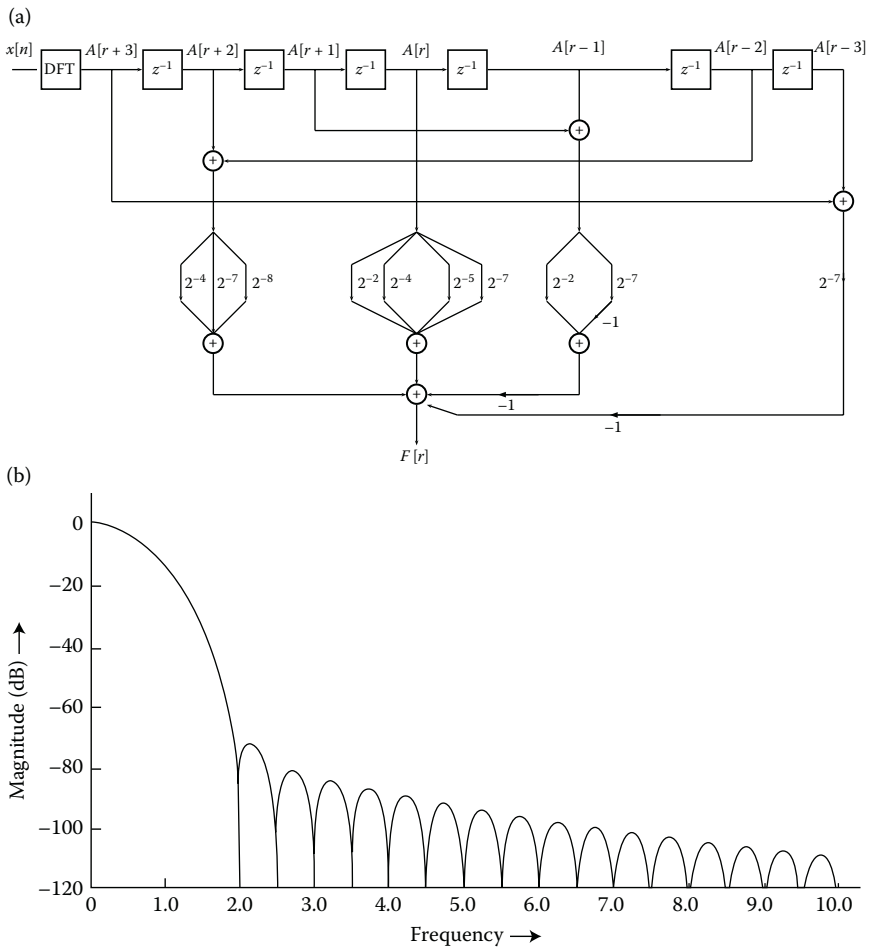 (a)
x[n] A[r + 3] A[r + 2] A[r + 1] A[r] A[r – 1] A[r – 2] A[r – 3]
DFT z⁻¹ z⁻¹ z⁻¹ z⁻¹ z⁻¹ z⁻¹
+
+
+
2⁻⁴ 2⁻⁷ 2⁻⁸ 2⁻² 2⁻⁴ 2⁻⁵ 2⁻⁷ 2⁻² 2⁻⁷ 2⁻⁷
–1
+ + +
+ –1
–1
F [r]
(b)
0
–20
–40
–60
–80
–100
–120
Magnitude (dB)
0 1.0 2.0 3.0 4.0 5.0 6.0 7.0 8.0 9.0 10.0
Frequency